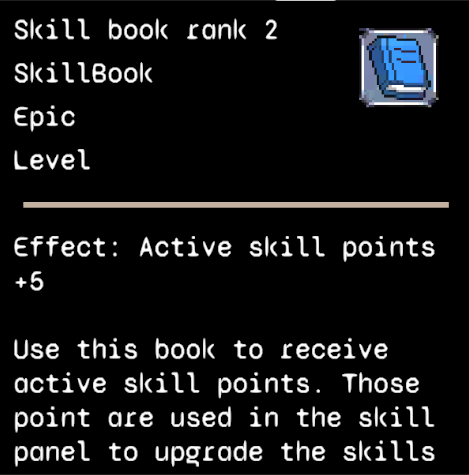 Skill book rank 2
SkillBook
Epic
Level
Effect: Active skill points
+5
Use this book to receive
active skill points. Those
point are used in the skill
panel to upgrade the skills